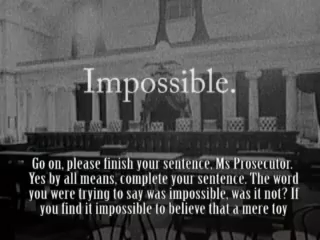 Impossible.
Go on, please finish your sentence, Ms Prosecutor.
Yes by all means, complete your sentence. The word
you were trying to say was impossible, was it not? If
you find it impossible to believe that a mere toy